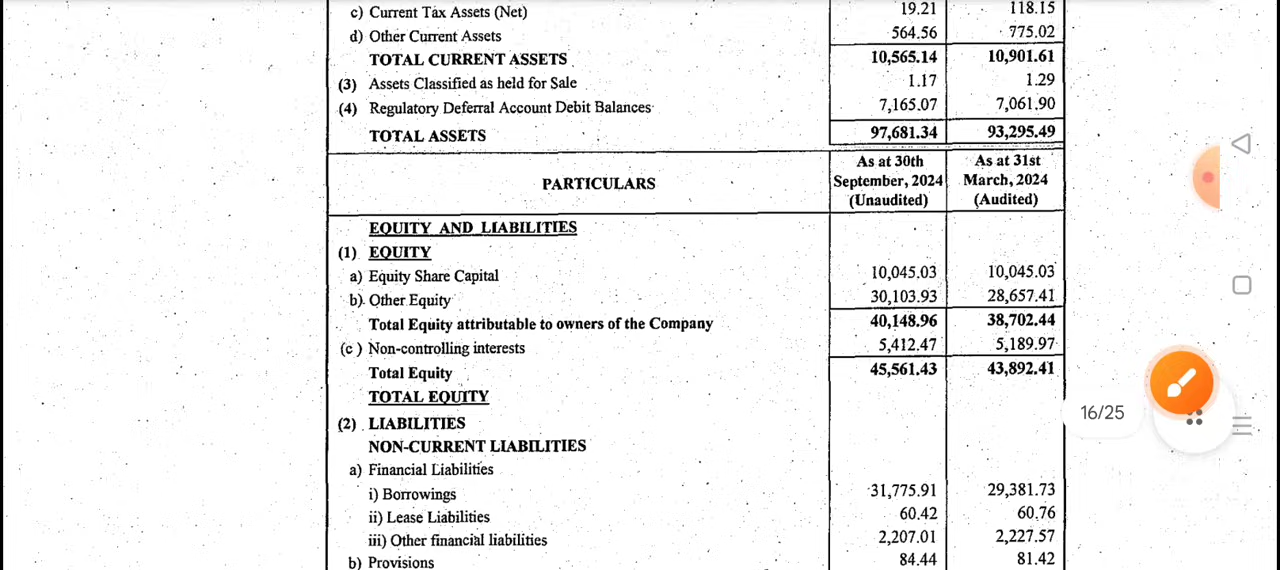 c) Current Tax Assets (Net) 19.21 118.15
d) Other Current Assets 564.56 775.02
TOTAL CURRENT ASSETS 10,565.14 10,901.61
(3) Assets Classified as held for Sale 1.17 1.29
(4) Regulatory Deferral Account Debit Balances 7,165.07 7,061.90
TOTAL ASSETS 97,681.34 93,295.49
PARTICULARS As at 30th September, 2024 (Unaudited) As at 31st March, 2024 (Audited)
EQUITY AND LIABILITIES
(1) EQUITY
a) Equity Share Capital 10,045.03 10,045.03
b) Other Equity 30,103.93 28,657.41
Total Equity attributable to owners of the Company 40,148.96 38,702.44
(c ) Non-controlling interests 5,412.47 5,189.97
Total Equity 45,561.43 43,892.41
TOTAL EQUITY
16/25
(2) LIABILITIES
NON-CURRENT LIABILITIES
a) Financial Liabilities
i) Borrowings 31,775.91 29,381.73
ii) Lease Liabilities 60.42 60.76
iii) Other financial liabilities 2,207.01 2,227.57
b) Provisions 84.44 81.42